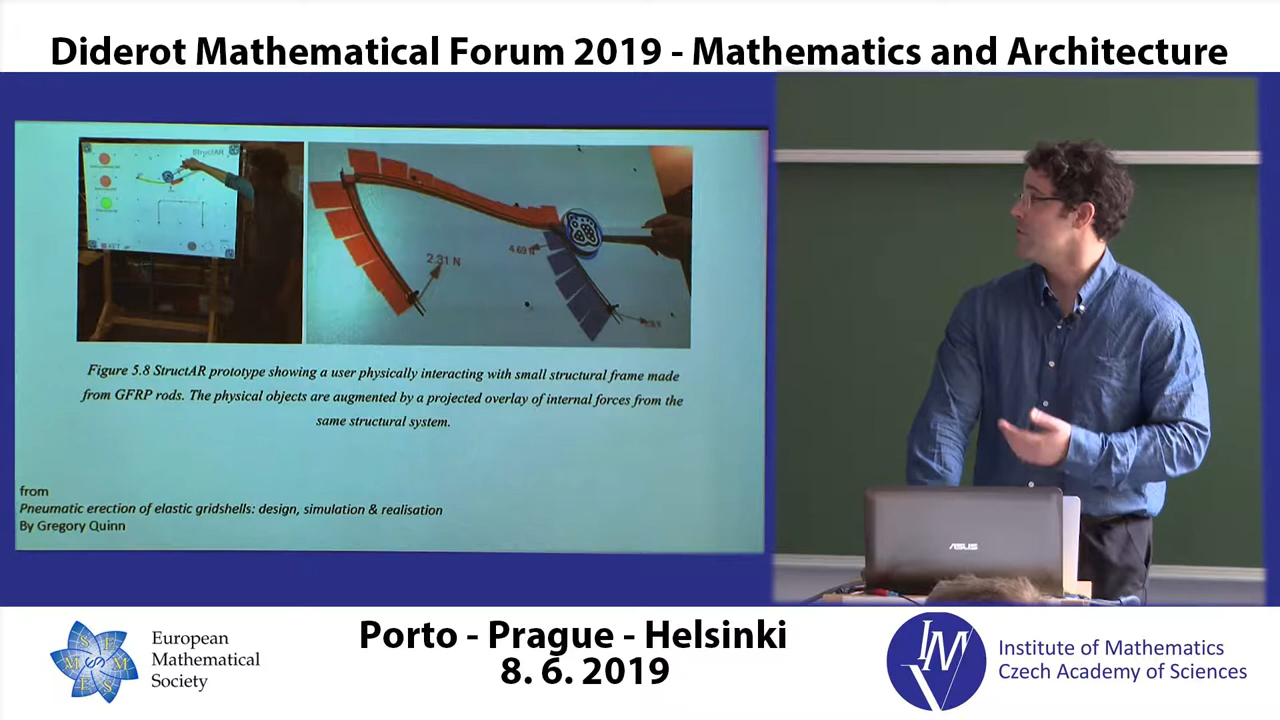 Diderot Mathematical Forum 2019 - Mathematics and Architecture
StructAR
2.31 N
4.69 N
Figure 5.8 StructAR prototype showing a user physically interacting with small structural frame made
from GFRP rods. The physical objects are augmented by a projected overlay of internal forces from the
same structural system.
from
Pneumatic erection of elastic gridshells: design, simulation & realisation
By Gregory Quinn
ASUS
European
Mathematical
Society
Porto - Prague - Helsinki
8. 6. 2019
IM
Institute of Mathematics
Czech Academy of Sciences